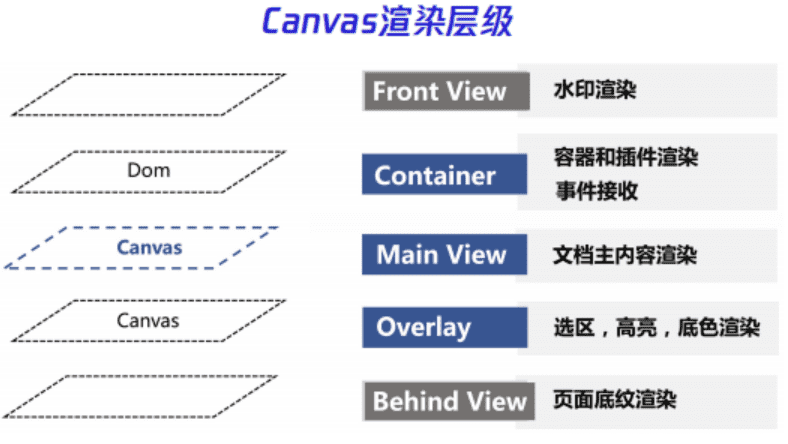 Canvas渲染层级
Front View
水印渲染
Dom
Container
容器和插件渲染
事件接收
Canvas
Main View
文档主内容渲染
Canvas
Overlay
选区，高亮，底色渲染
Behind View
页面底纹渲染